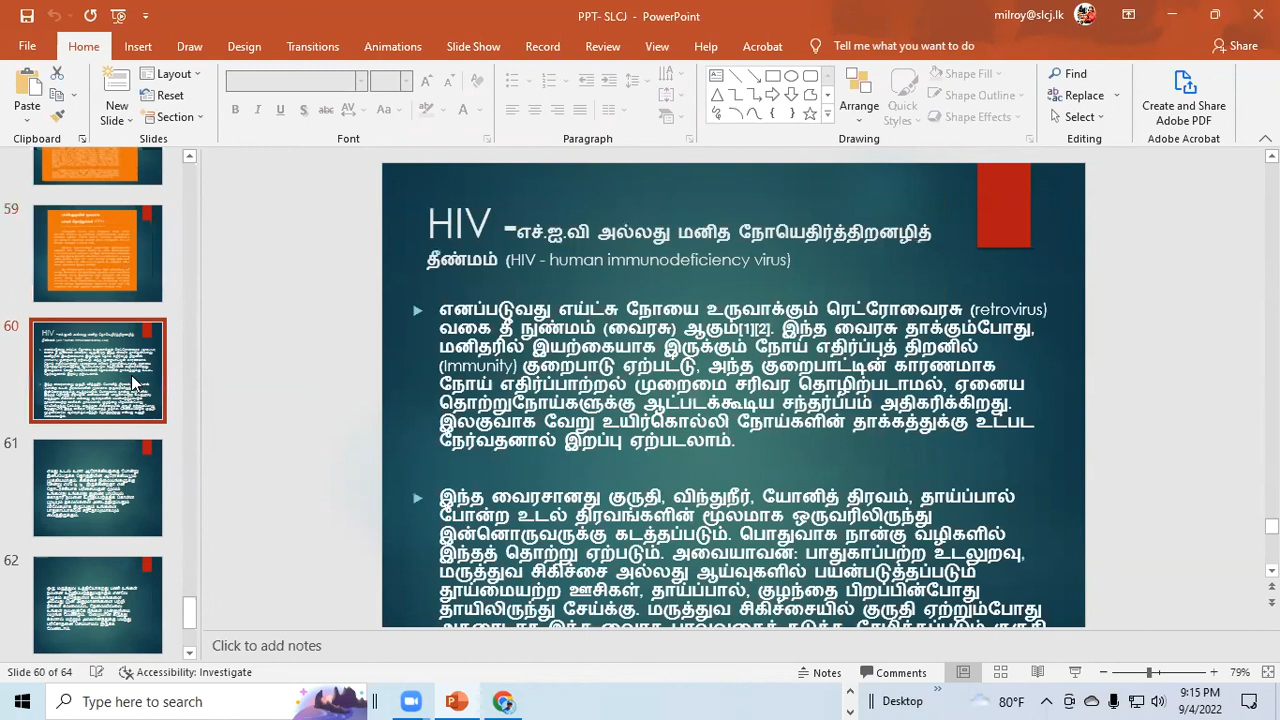 PPT- SLCJ - PowerPoint
milroy@slcj.lk
File Home Insert Draw Design Transitions Animations Slide Show Record Review View Help Acrobat Tell me what you want to do Share
Paste
New Slide
Layout
Reset
Section
Arrange
Quick Styles
Shape Fill
Shape Outline
Shape Effects
Find
Replace
Select
Create and Share Adobe PDF
Clipboard Slides Font Paragraph Drawing Editing Adobe Acrobat
59
60
61
62
HIV -எச்.ஐ.வி அல்லது மனித நோயெதிர்த்திறனழித்
தீண்மம் (HIV - human immunodeficiency virus)
எனப்படுவது எய்ட்சு நோயை உருவாக்கும் ரெட்ரோவைரசு (retrovirus)
வகை தீ நுண்மம் (வைரசு) ஆகும்[1][2]. இந்த வைரசு தாக்கும்போது,
மனிதரில் இயற்கையாக இருக்கும் நோய் எதிர்ப்புத் திறனில்
(Immunity) குறைபாடு ஏற்பட்டு, அந்த குறைபாட்டின் காரணமாக
நோய் எதிர்ப்பாற்றல் முறைமை சரிவர தொழிற்படாமல், ஏனைய
தொற்றுநோய்களுக்கு ஆட்படக்கூடிய சந்தர்ப்பம் அதிகரிக்கிறது.
இலகுவாக வேறு உயிர்கொல்லி நோய்களின் தாக்கத்துக்கு உட்பட
நேர்வதனால் இறப்பு ஏற்படலாம்.
இந்த வைரசானது குருதி, விந்துநீர், யோனித் திரவம், தாய்ப்பால்
போன்ற உடல் திரவங்களின் மூலமாக ஒருவரிலிருந்து
இன்னொருவருக்கு கடத்தப்படும். பொதுவாக நான்கு வழிகளில்
இந்தத் தொற்று ஏற்படும். அவையாவன: பாதுகாப்பற்ற உடலுறவு,
மருத்துவ சிகிச்சை அல்லது ஆய்வுகளில் பயன்படுத்தப்படும்
தூய்மையற்ற ஊசிகள், தாய்ப்பால், குழந்தை பிறப்பின்போது
தாயிலிருந்து சேய்க்கு. மருத்துவ சிகிச்சையில் குருதி ஏற்றும்போது
Click to add notes
Slide 60 of 64 Accessibility: Investigate Notes Comments 79%
Type here to search
Desktop
80°F
9:15 PM
9/4/2022